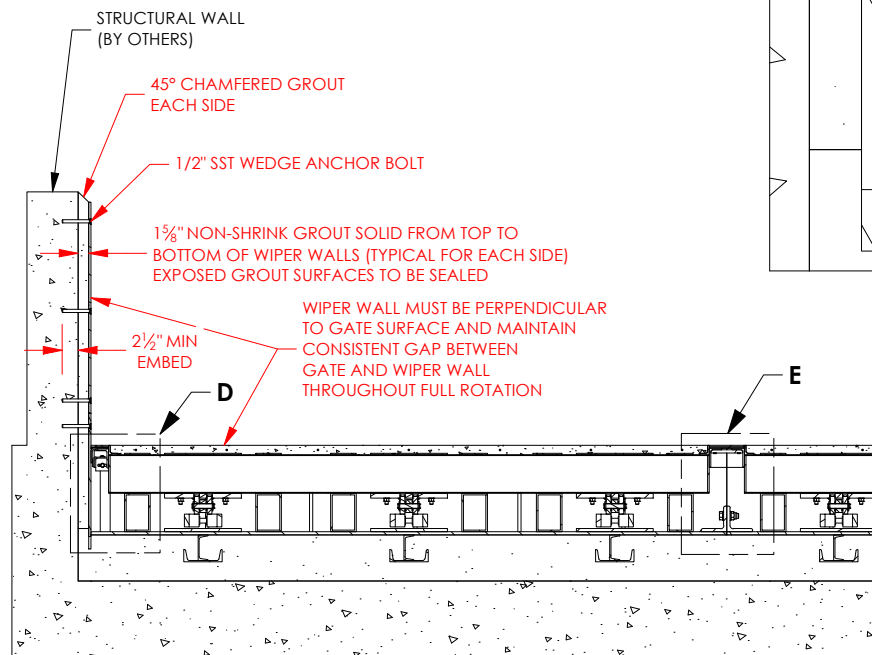 STRUCTURAL WALL
(BY OTHERS)
45° CHAMFERED GROUT
EACH SIDE
1/2" SST WEDGE ANCHOR BOLT
1⅝" NON-SHRINK GROUT SOLID FROM TOP TO
BOTTOM OF WIPER WALLS (TYPICAL FOR EACH SIDE)
EXPOSED GROUT SURFACES TO BE SEALED
WIPER WALL MUST BE PERPENDICULAR
TO GATE SURFACE AND MAINTAIN
CONSISTENT GAP BETWEEN
GATE AND WIPER WALL
THROUGHOUT FULL ROTATION
2½" MIN
EMBED
D
E